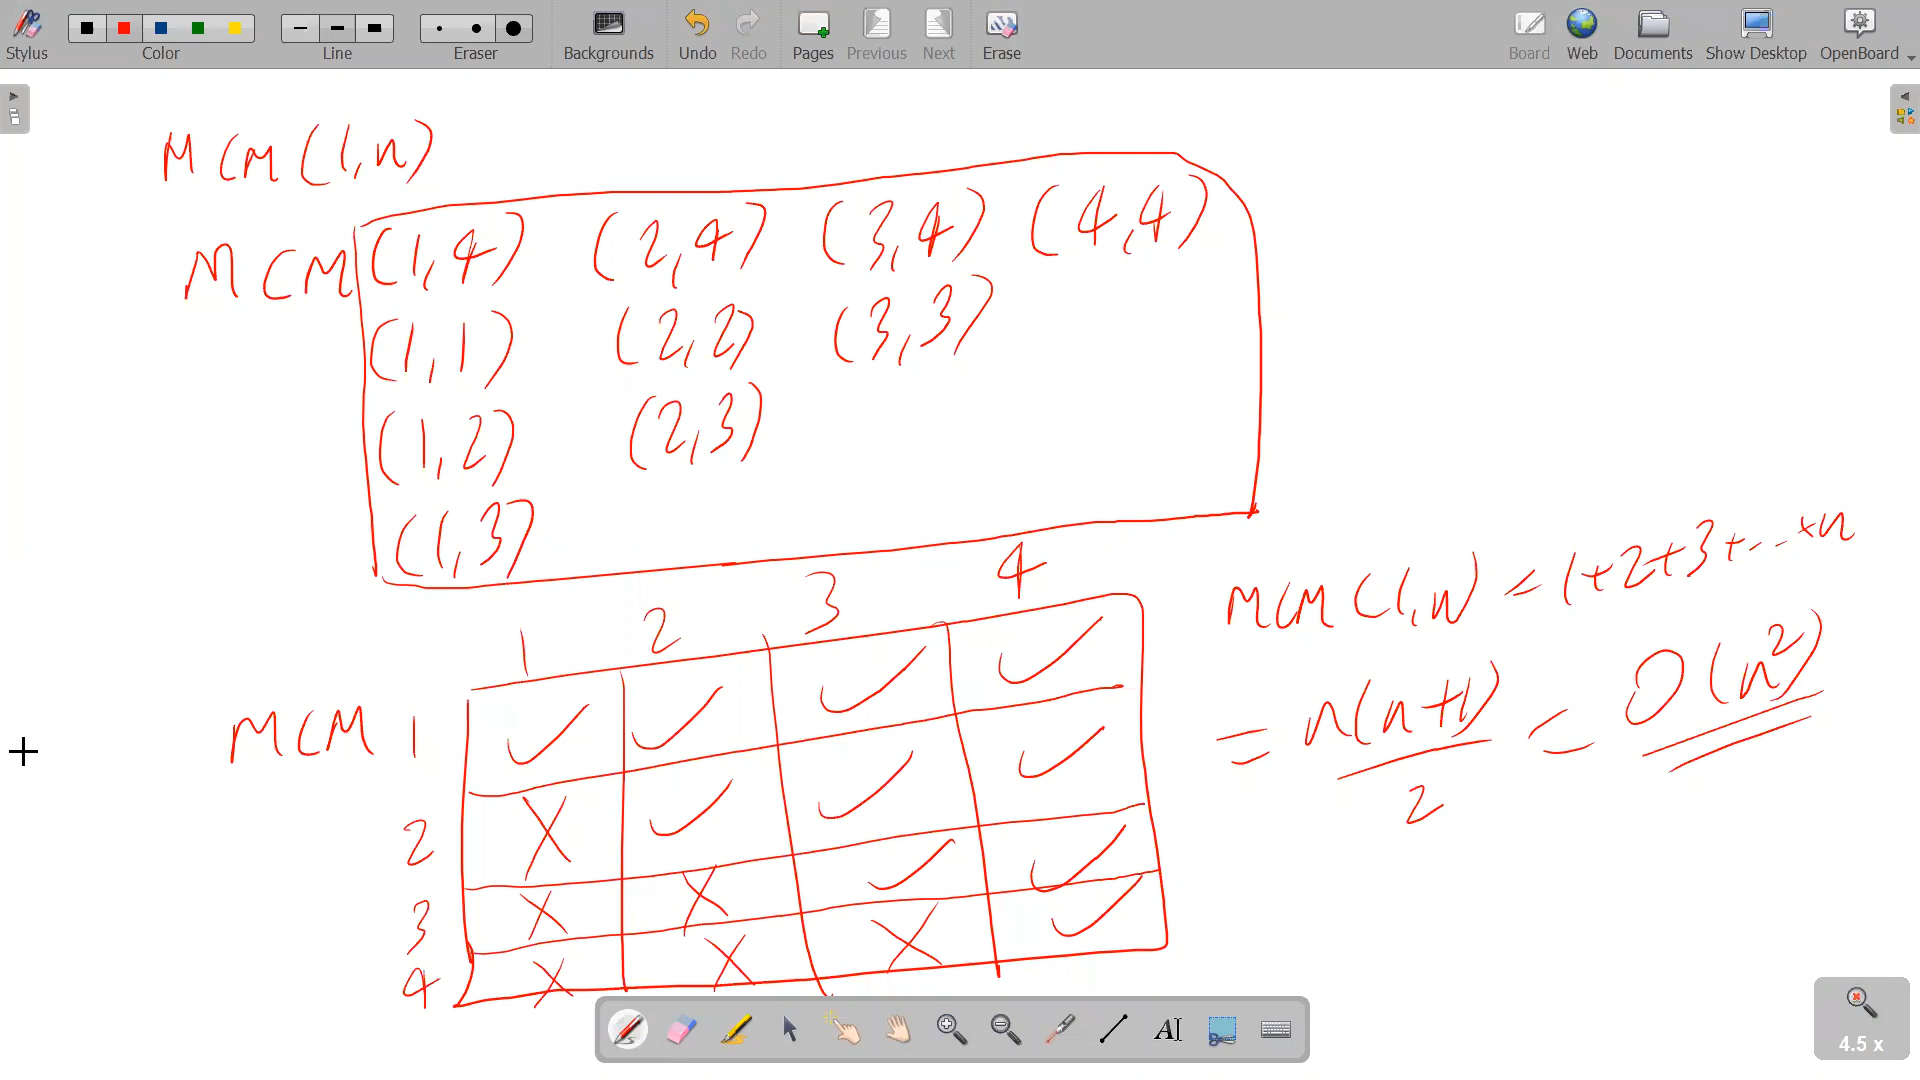 Stylus Color Line Eraser Backgrounds Undo Redo Pages Previous Next Erase Board Web Documents Show Desktop OpenBoard
MCM(1,n)
MCM(1,4) (2,4) (3,4) (4,4)
(1,1) (2,2) (3,3)
(1,2) (2,3)
(1,3)
1 2 3 4
MCM 1 ✓ ✓ ✓ ✓
2 X ✓ ✓ ✓
3 X X ✓ ✓
4 X X X ✓
MCM(1,n) = 1+2+3+...+n
= n(n+1)/2 = O(n²)
AI
4.5 x